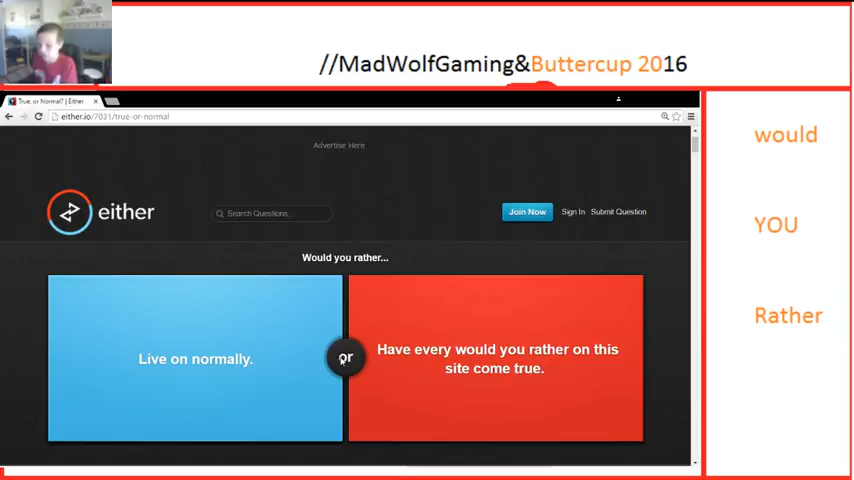 //MadWolfGaming&Buttercup 2016
True, or Normal? | Either
either.io/7031/true-or-normal
would
YOU
Rather
Advertise Here
either
Search Questions...
Join Now
Sign In
Submit Question
Would you rather...
Live on normally.
or
Have every would you rather on this
site come true.